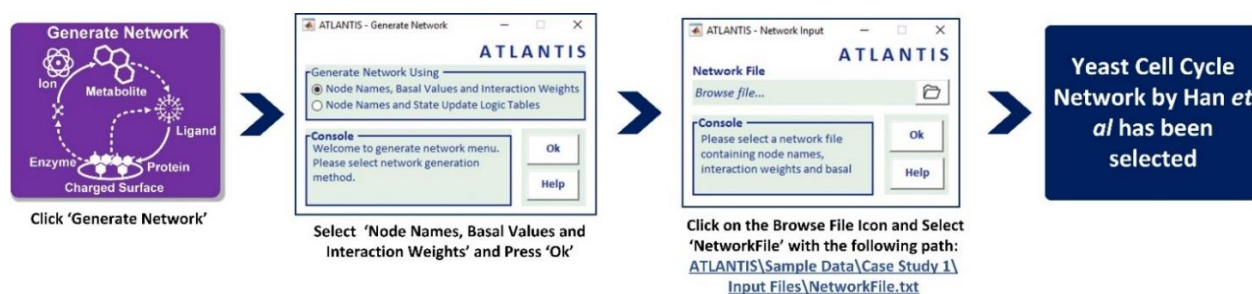 Generate Network
Ion
Metabolite
Ligand
Enzyme
Protein
Charged Surface
Click ‘Generate Network’
ATLANTIS - Generate Network
ATLANTIS
Generate Network Using
Node Names, Basal Values and Interaction Weights
Node Names and State Update Logic Tables
Console
Welcome to generate network menu.
Please select network generation
method.
Ok
Help
Select ‘Node Names, Basal Values and
Interaction Weights’ and Press ‘Ok’
ATLANTIS - Network Input
ATLANTIS
Network File
Browse file...
Console
Please select a network file
containing node names,
interaction weights and basal
Ok
Help
Click on the Browse File Icon and Select
‘NetworkFile’ with the following path:
ATLANTIS\Sample Data\Case Study 1\
Input Files\NetworkFile.txt
Yeast Cell Cycle
Network by Han et
al has been
selected